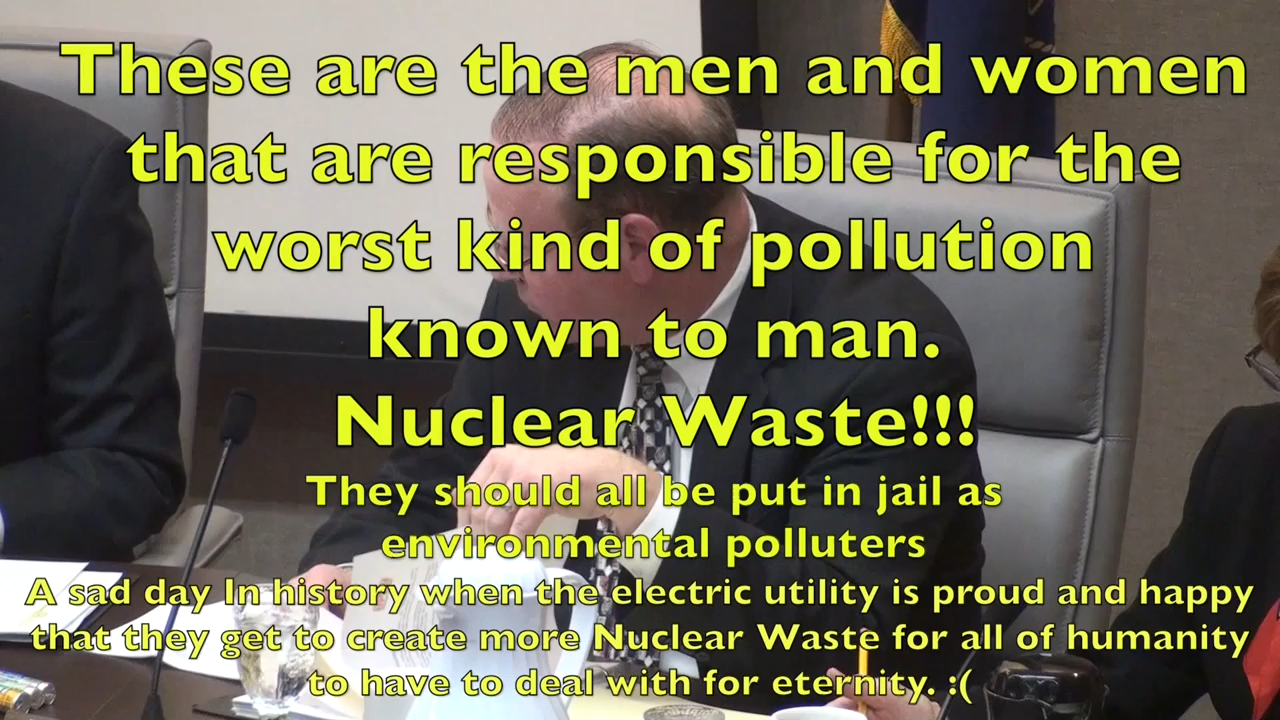 These are the men and women
that are responsible for the
worst kind of pollution
known to man.
Nuclear Waste!!!
They should all be put in jail as
environmental polluters
A sad day In history when the electric utility is proud and happy
that they get to create more Nuclear Waste for all of humanity
to have to deal with for eternity. :(